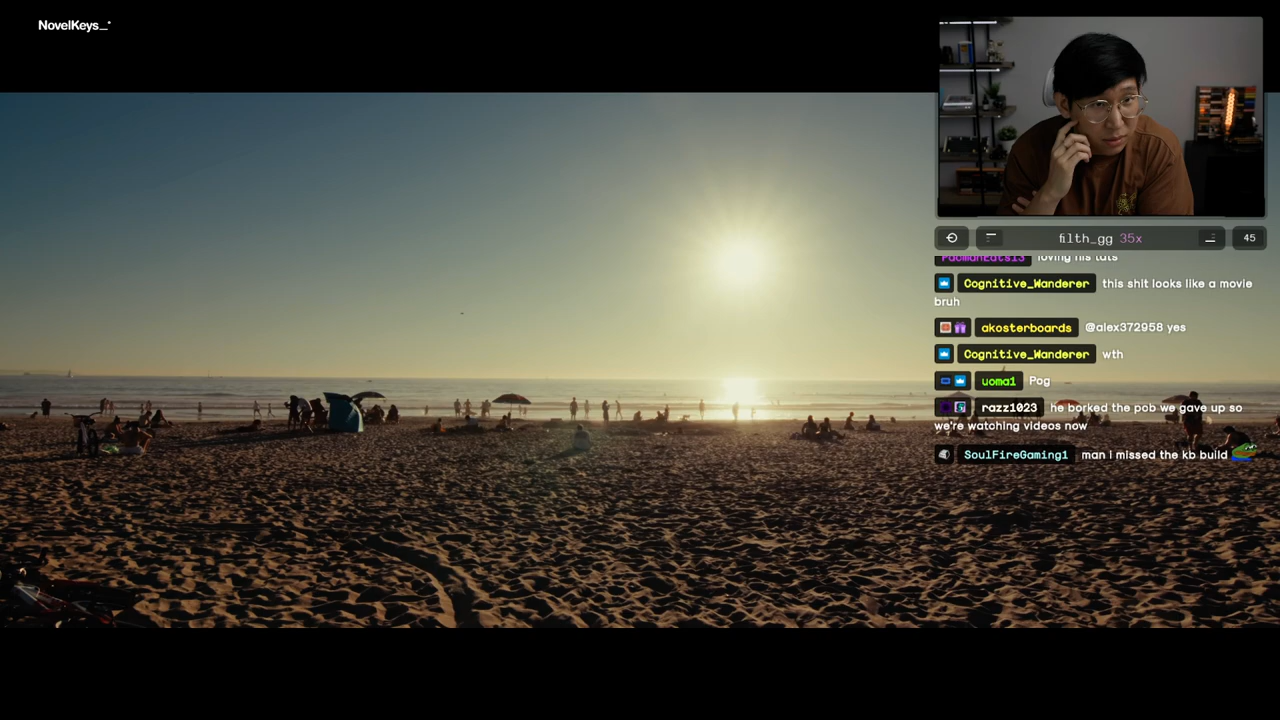 NovelKeys_
filth_gg 35x
45
PacmanEats13 loving his tats
Cognitive_Wanderer this shit looks like a movie
bruh
akosterboards @alex372958 yes
Cognitive_Wanderer wth
uoma1 Pog
razz1023 he borked the pcb we gave up so
we're watching videos now
SoulFireGaming1 man I missed the kb build